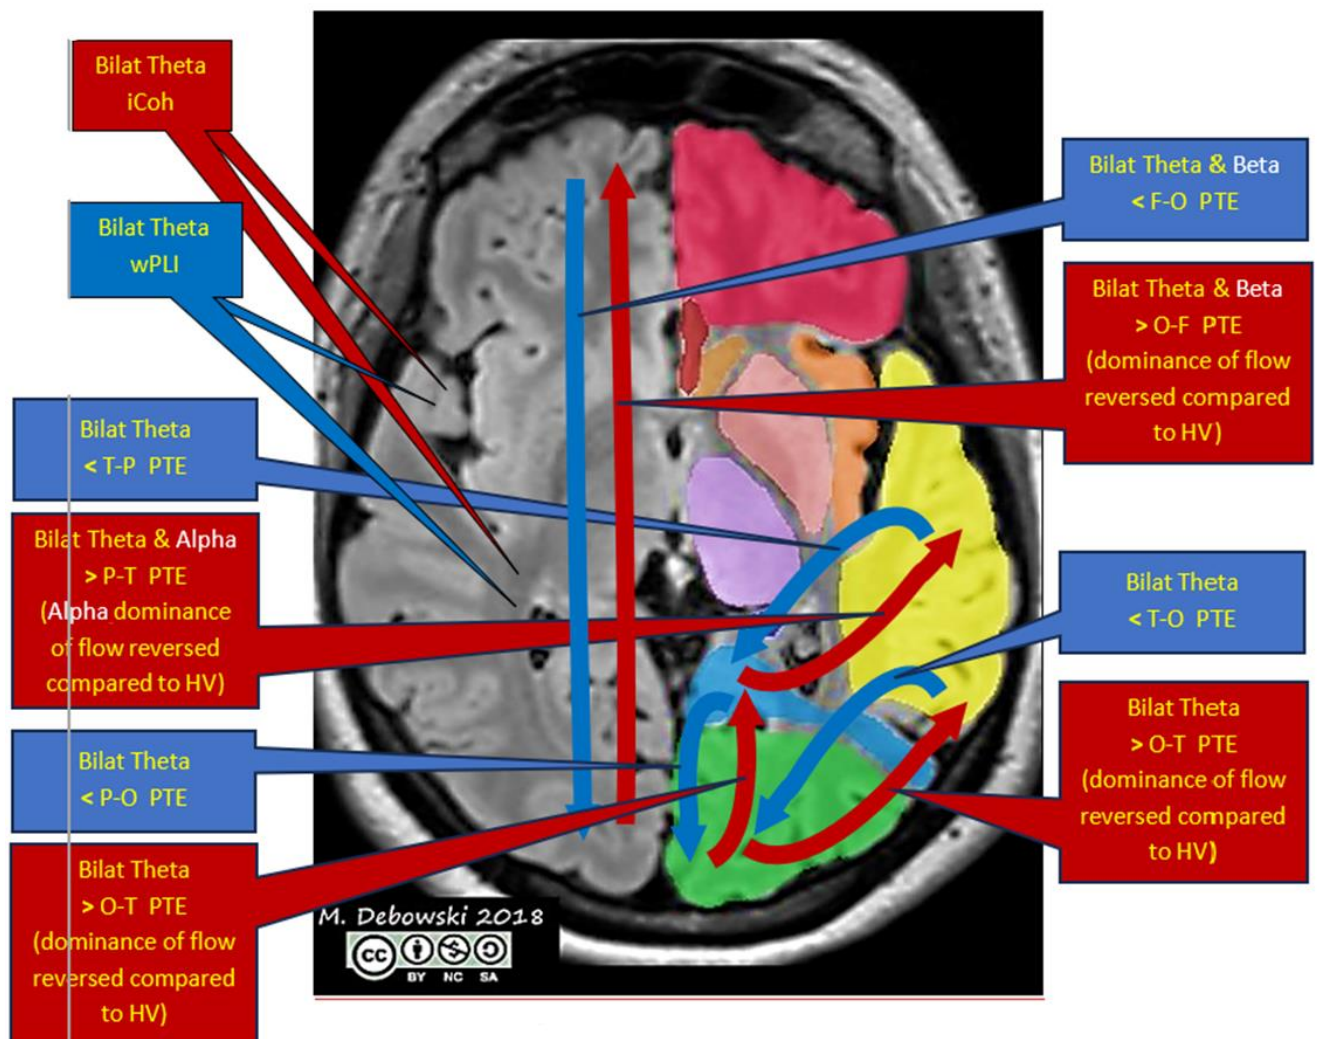 Bilat Theta
iCoh
Bilat Theta
wPLI
Bilat Theta
< T-P PTE
Bilat Theta & Alpha
> P-T PTE
(Alpha dominance
of flow reversed
compared to HV)
Bilat Theta
< P-O PTE
Bilat Theta
> O-T PTE
(dominance of flow
reversed compared
to HV)
Bilat Theta & Beta
< F-O PTE
Bilat Theta & Beta
> O-F PTE
(dominance of flow
reversed compared
to HV)
Bilat Theta
< T-O PTE
Bilat Theta
> O-T PTE
(dominance of flow
reversed compared
to HV)
M. Debowski 2018
cc
BY NC SA